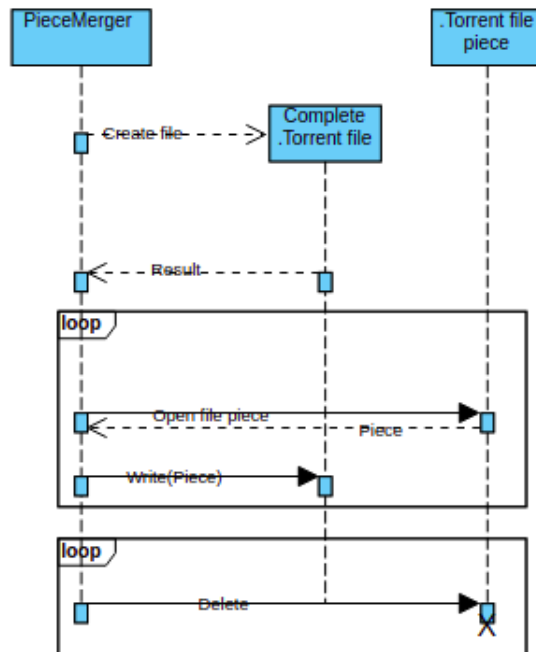 PieceMerger
.Torrent file
piece
Complete
.Torrent file
Create file
Result
loop
Open file piece
Piece
Write(Piece)
loop
Delete
X